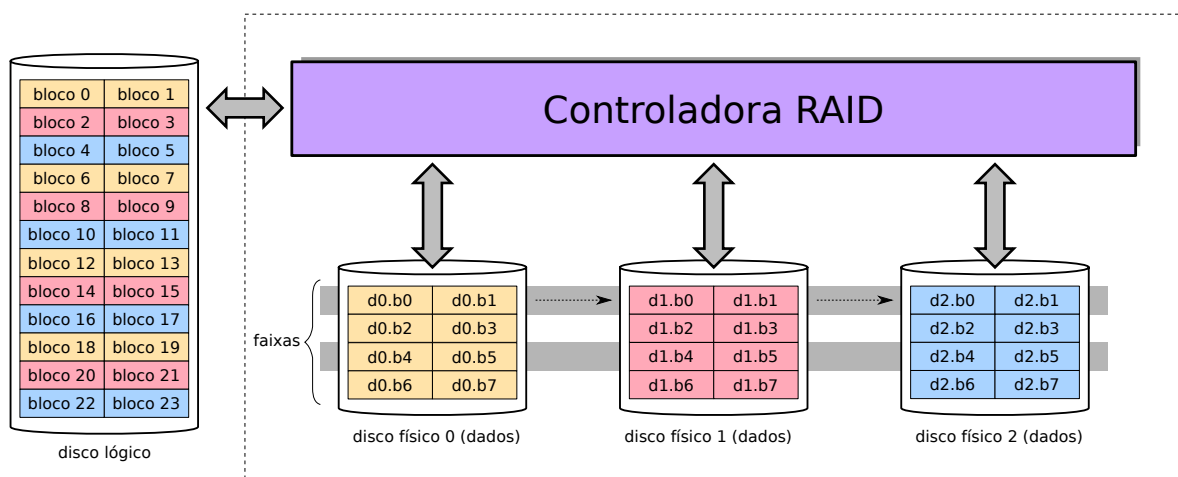 Controladora RAID
bloco 0 bloco 1
bloco 2 bloco 3
bloco 4 bloco 5
bloco 6 bloco 7
bloco 8 bloco 9
bloco 10 bloco 11
bloco 12 bloco 13
bloco 14 bloco 15
bloco 16 bloco 17
bloco 18 bloco 19
bloco 20 bloco 21
bloco 22 bloco 23
disco lógico
faixas
d0.b0 d0.b1
d0.b2 d0.b3
d0.b4 d0.b5
d0.b6 d0.b7
disco físico 0 (dados)
d1.b0 d1.b1
d1.b2 d1.b3
d1.b4 d1.b5
d1.b6 d1.b7
disco físico 1 (dados)
d2.b0 d2.b1
d2.b2 d2.b3
d2.b4 d2.b5
d2.b6 d2.b7
disco físico 2 (dados)